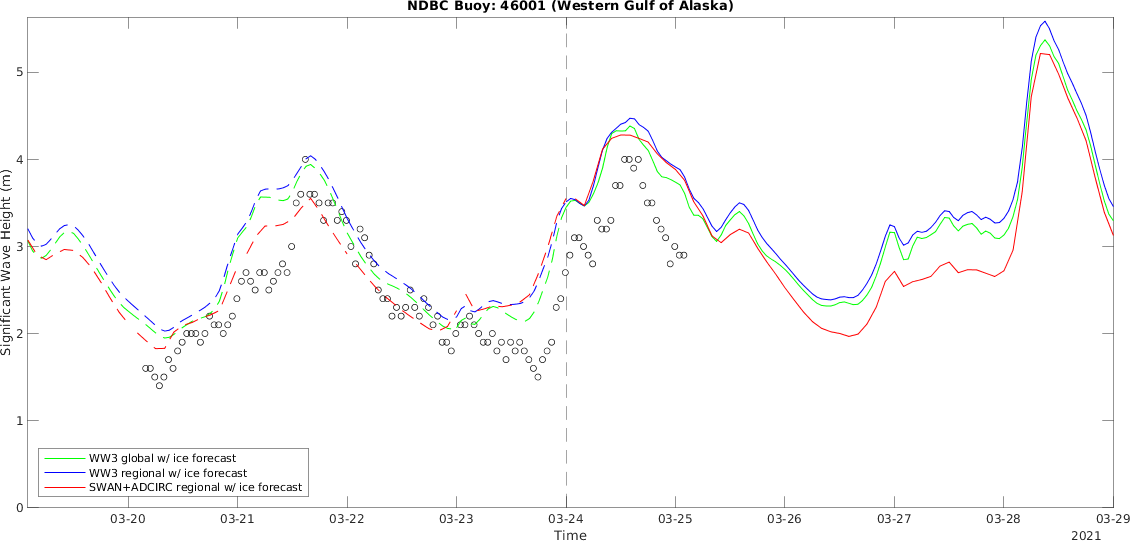 NDBC Buoy: 46001 (Western Gulf of Alaska)
Significant Wave Height (m)
5
4
3
2
1
0
WW3 global w/ ice forecast
WW3 regional w/ ice forecast
SWAN+ADCIRC regional w/ ice forecast
03-20 03-21 03-22 03-23 03-24 03-25 03-26 03-27 03-28 03-29
Time
2021